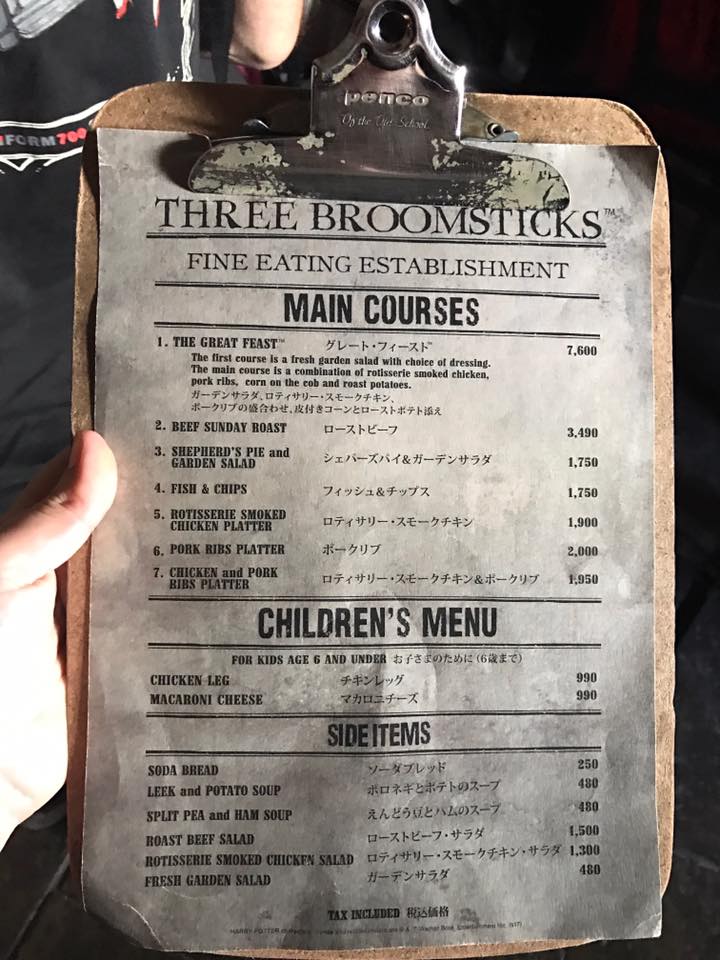 FORM 700
penco
On the Old School
THREE BROOMSTICKS™
FINE EATING ESTABLISHMENT
MAIN COURSES
1. THE GREAT FEAST™ グレート・フィースト™ 7,600
The first course is a fresh garden salad with choice of dressing.
The main course is a combination of rotisserie smoked chicken,
pork ribs, corn on the cob and roast potatoes.
ガーデンサラダ、ロティサリー・スモークチキン、
ポークリブの盛合わせ、皮付きコーンとローストポテト添え
2. BEEF SUNDAY ROAST ローストビーフ 3,490
3. SHEPHERD'S PIE and
GARDEN SALAD シェパーズパイ&ガーデンサラダ 1,750
4. FISH & CHIPS フィッシュ&チップス 1,750
5. ROTISSERIE SMOKED
CHICKEN PLATTER ロティサリー・スモークチキン 1,900
6. PORK RIBS PLATTER ポークリブ 2,000
7. CHICKEN and PORK
RIBS PLATTER ロティサリー・スモークチキン&ポークリブ 1,950
CHILDREN'S MENU
FOR KIDS AGE 6 AND UNDER お子さまのために(6歳まで)
CHICKEN LEG チキンレッグ 990
MACARONI CHEESE マカロニチーズ 990
SIDE ITEMS
SODA BREAD ソーダブレッド 250
LEEK and POTATO SOUP ポロネギとポテトのスープ 480
SPLIT PEA and HAM SOUP えんどう豆とハムのスープ 480
ROAST BEEF SALAD ローストビーフ・サラダ 1,500
ROTISSERIE SMOKED CHICKEN SALAD ロティサリー・スモークチキン・サラダ 1,300
FRESH GARDEN SALAD ガーデンサラダ 480
TAX INCLUDED 税込価格
HARRY POTTER